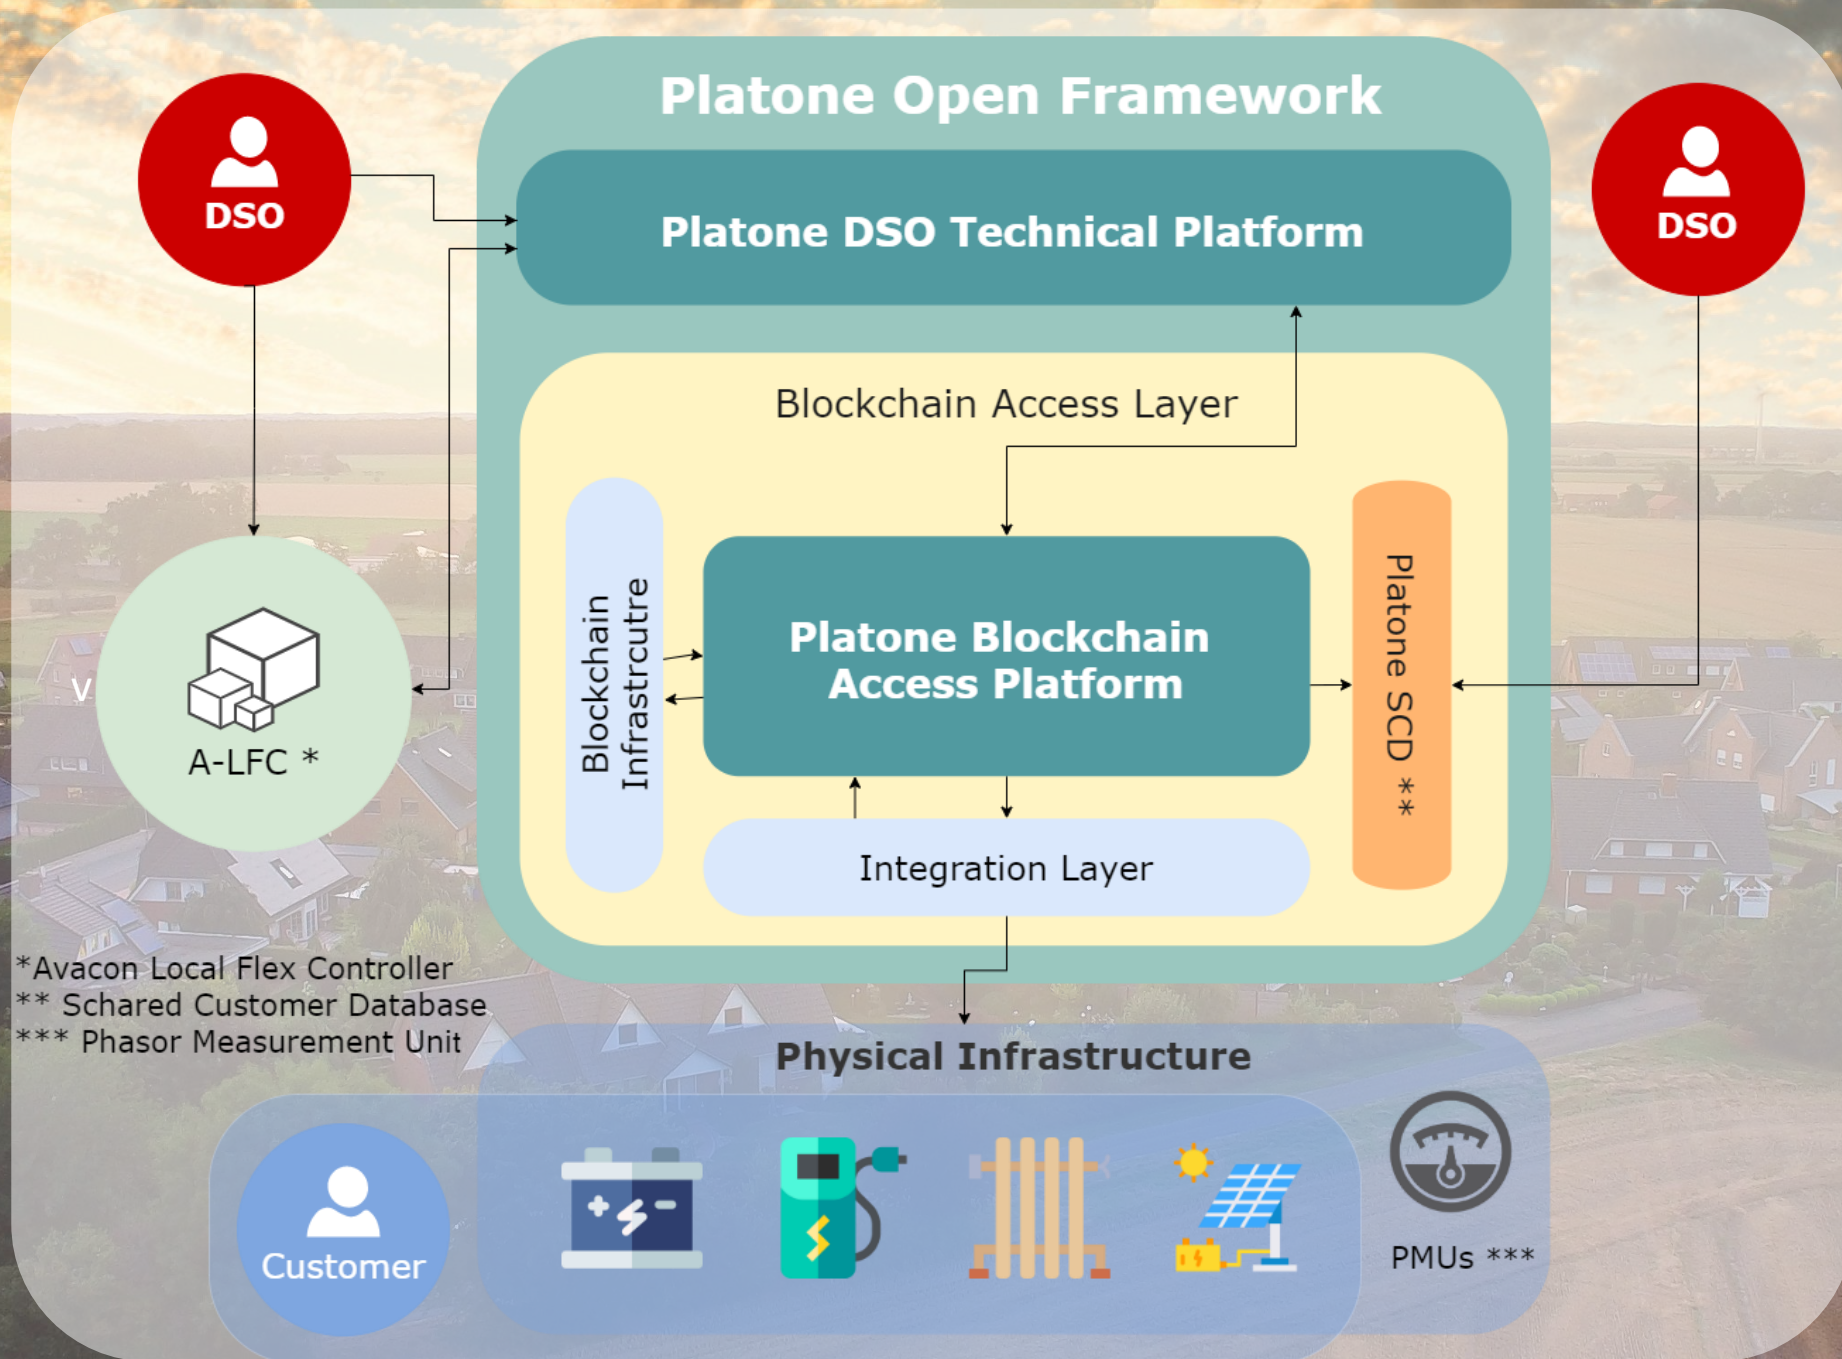 Platone Open Framework
DSO
Platone DSO Technical Platform
DSO
Blockchain Access Layer
Blockchain
Infrastrcutre
Platone Blockchain
Access Platform
Platone SCD **
V
A-LFC *
Integration Layer
*Avacon Local Flex Controller
** Schared Customer Database
*** Phasor Measurement Unit
Physical Infrastructure
Customer
PMUs ***